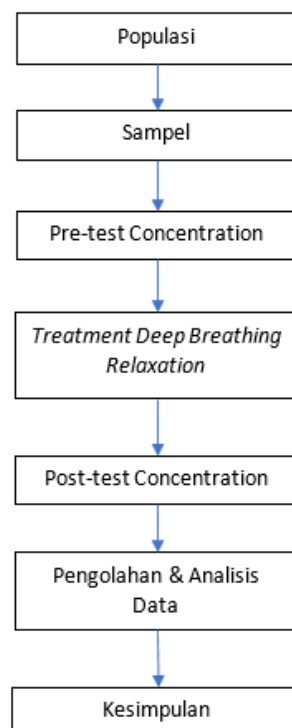 Populasi
Sampel
Pre-test Concentration
Treatment Deep Breathing
Relaxation
Post-test Concentration
Pengolahan & Analisis
Data
Kesimpulan